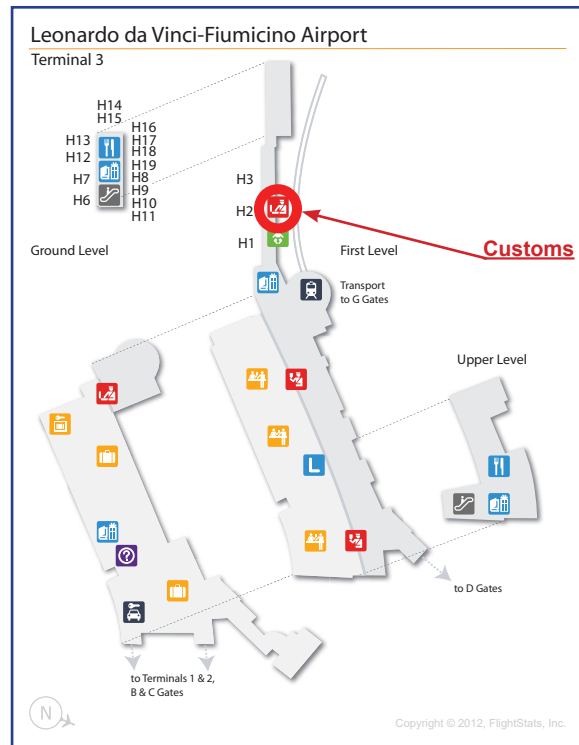 Leonardo da Vinci-Fiumicino Airport
Terminal 3
H14
H15
H13
H12
H7
H6
H16
H17
H18
H19
H8
H9
H10
H11
H3
H2
H1
Ground Level
First Level
Customs
Transport
to G Gates
Upper Level
L
?
to D Gates
to Terminals 1 & 2,
B & C Gates
N
Copyright © 2012, FlightStats, Inc.